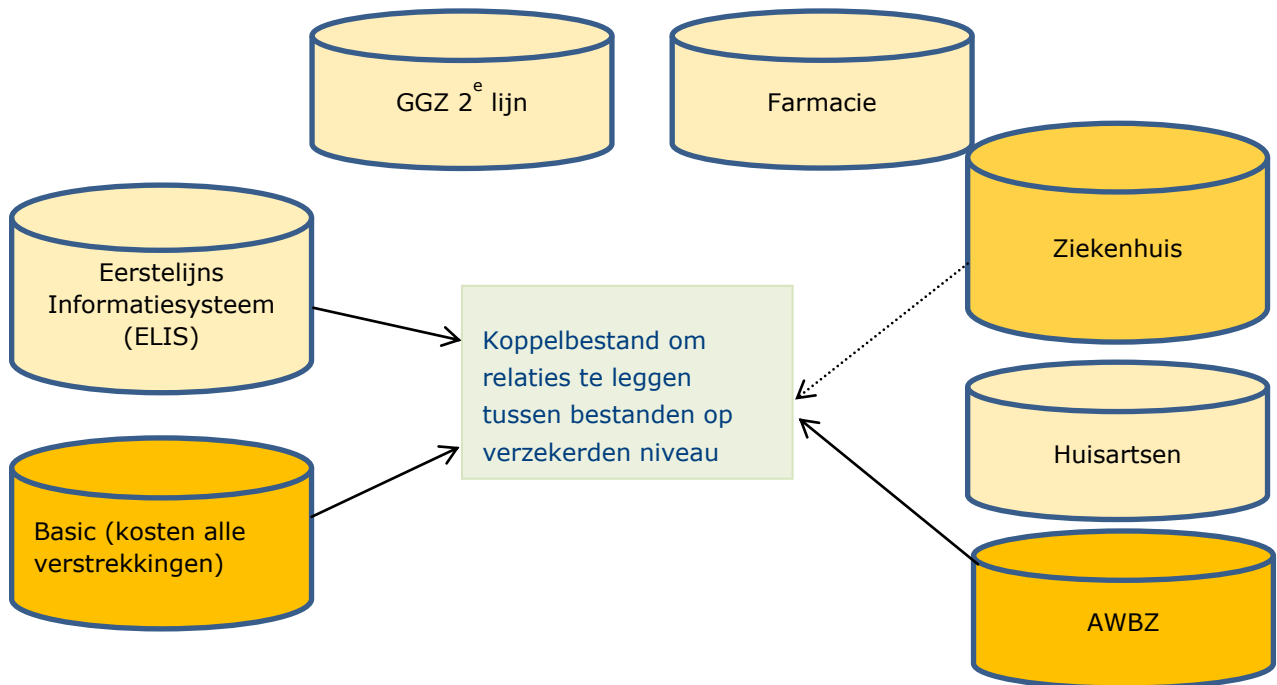 GGZ 2e lijn
Farmacie
Ziekenhuis
Eerstelijns
Informatiesysteem
(ELIS)
Koppelbestand om
relaties te leggen
tussen bestanden op
verzekerden niveau
Huisartsen
Basic (kosten alle
verstrekkingen)
AWBZ